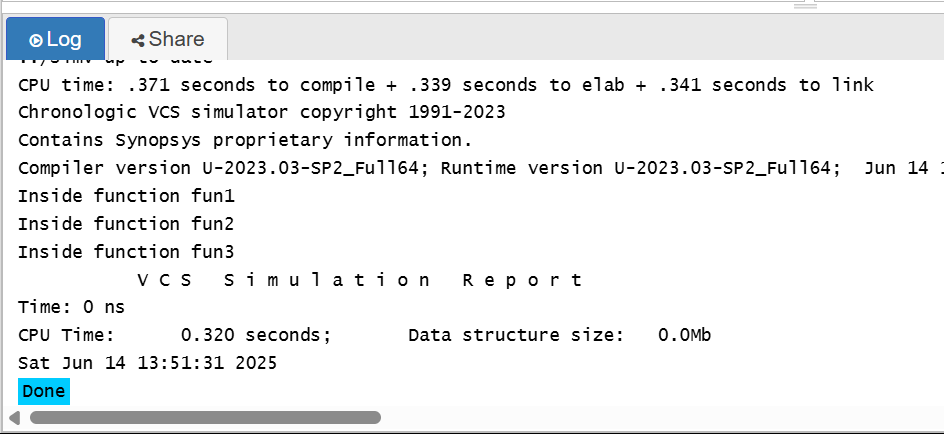 Log Share
up to date
CPU time: .371 seconds to compile + .339 seconds to elab + .341 seconds to link
Chronologic VCS simulator copyright 1991-2023
Contains Synopsys proprietary information.
Compiler version U-2023.03-SP2_Full64; Runtime version U-2023.03-SP2_Full64;  Jun 14
Inside function fun1
Inside function fun2
Inside function fun3
V C S   S i m u l a t i o n   R e p o r t
Time: 0 ns
CPU Time:      0.320 seconds;       Data structure size:   0.0Mb
Sat Jun 14 13:51:31 2025
Done